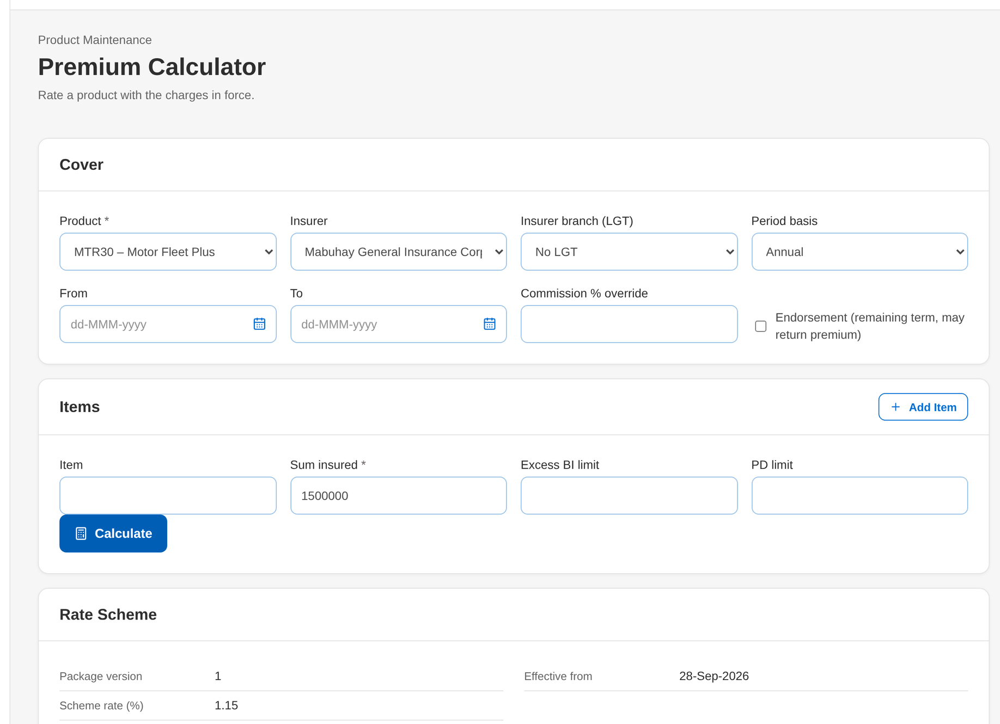 Product Maintenance
Premium Calculator
Rate a product with the charges in force.
Cover
Product *
Insurer
Insurer branch (LGT)
Period basis
MTR30 – Motor Fleet Plus
Mabuhay General Insurance Corp
No LGT
Annual
From
To
Commission % override
dd-MMM-yyyy
dd-MMM-yyyy
Endorsement (remaining term, may
return premium)
Items
Add Item
Item
Sum insured *
Excess BI limit
PD limit
1500000
Calculate
Rate Scheme
Package version
1
Effective from
28-Sep-2026
Scheme rate (%)
1.15